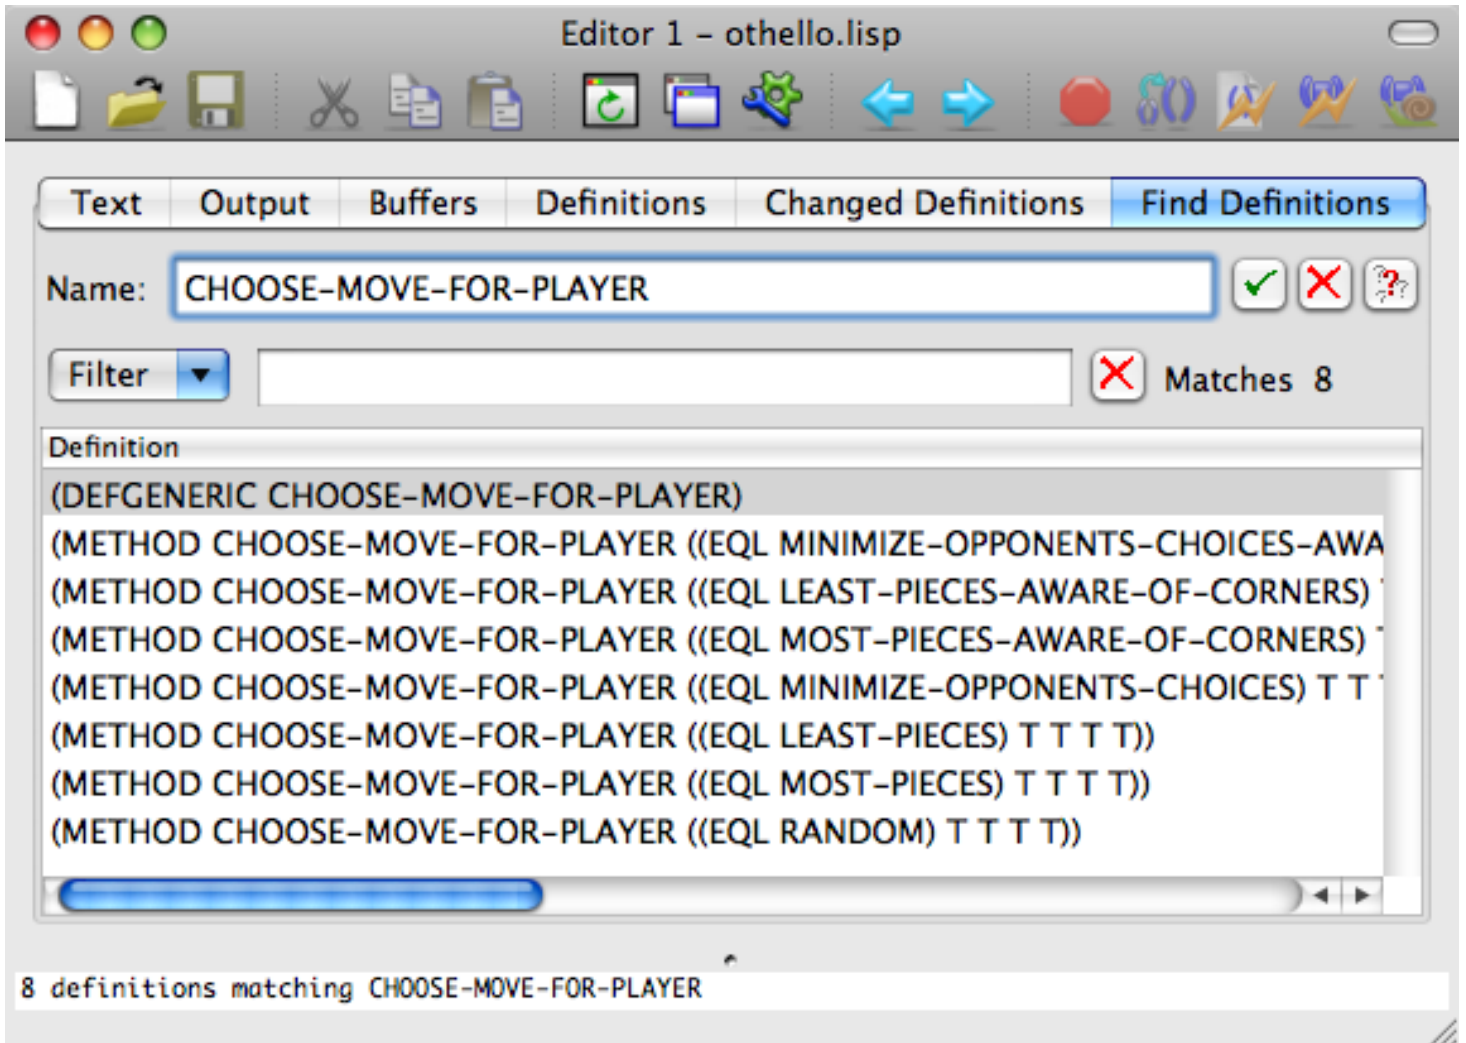 Editor 1 – othello.lisp
Text Output Buffers Definitions Changed Definitions Find Definitions
Name: CHOOSE-MOVE-FOR-PLAYER
Filter Matches 8
Definition
(DEFGENERIC CHOOSE-MOVE-FOR-PLAYER)
(METHOD CHOOSE-MOVE-FOR-PLAYER ((EQL MINIMIZE-OPPONENTS-CHOICES-AWA
(METHOD CHOOSE-MOVE-FOR-PLAYER ((EQL LEAST-PIECES-AWARE-OF-CORNERS)
(METHOD CHOOSE-MOVE-FOR-PLAYER ((EQL MOST-PIECES-AWARE-OF-CORNERS)
(METHOD CHOOSE-MOVE-FOR-PLAYER ((EQL MINIMIZE-OPPONENTS-CHOICES) T T
(METHOD CHOOSE-MOVE-FOR-PLAYER ((EQL LEAST-PIECES) T T T T))
(METHOD CHOOSE-MOVE-FOR-PLAYER ((EQL MOST-PIECES) T T T T))
(METHOD CHOOSE-MOVE-FOR-PLAYER ((EQL RANDOM) T T T T))
8 definitions matching CHOOSE-MOVE-FOR-PLAYER